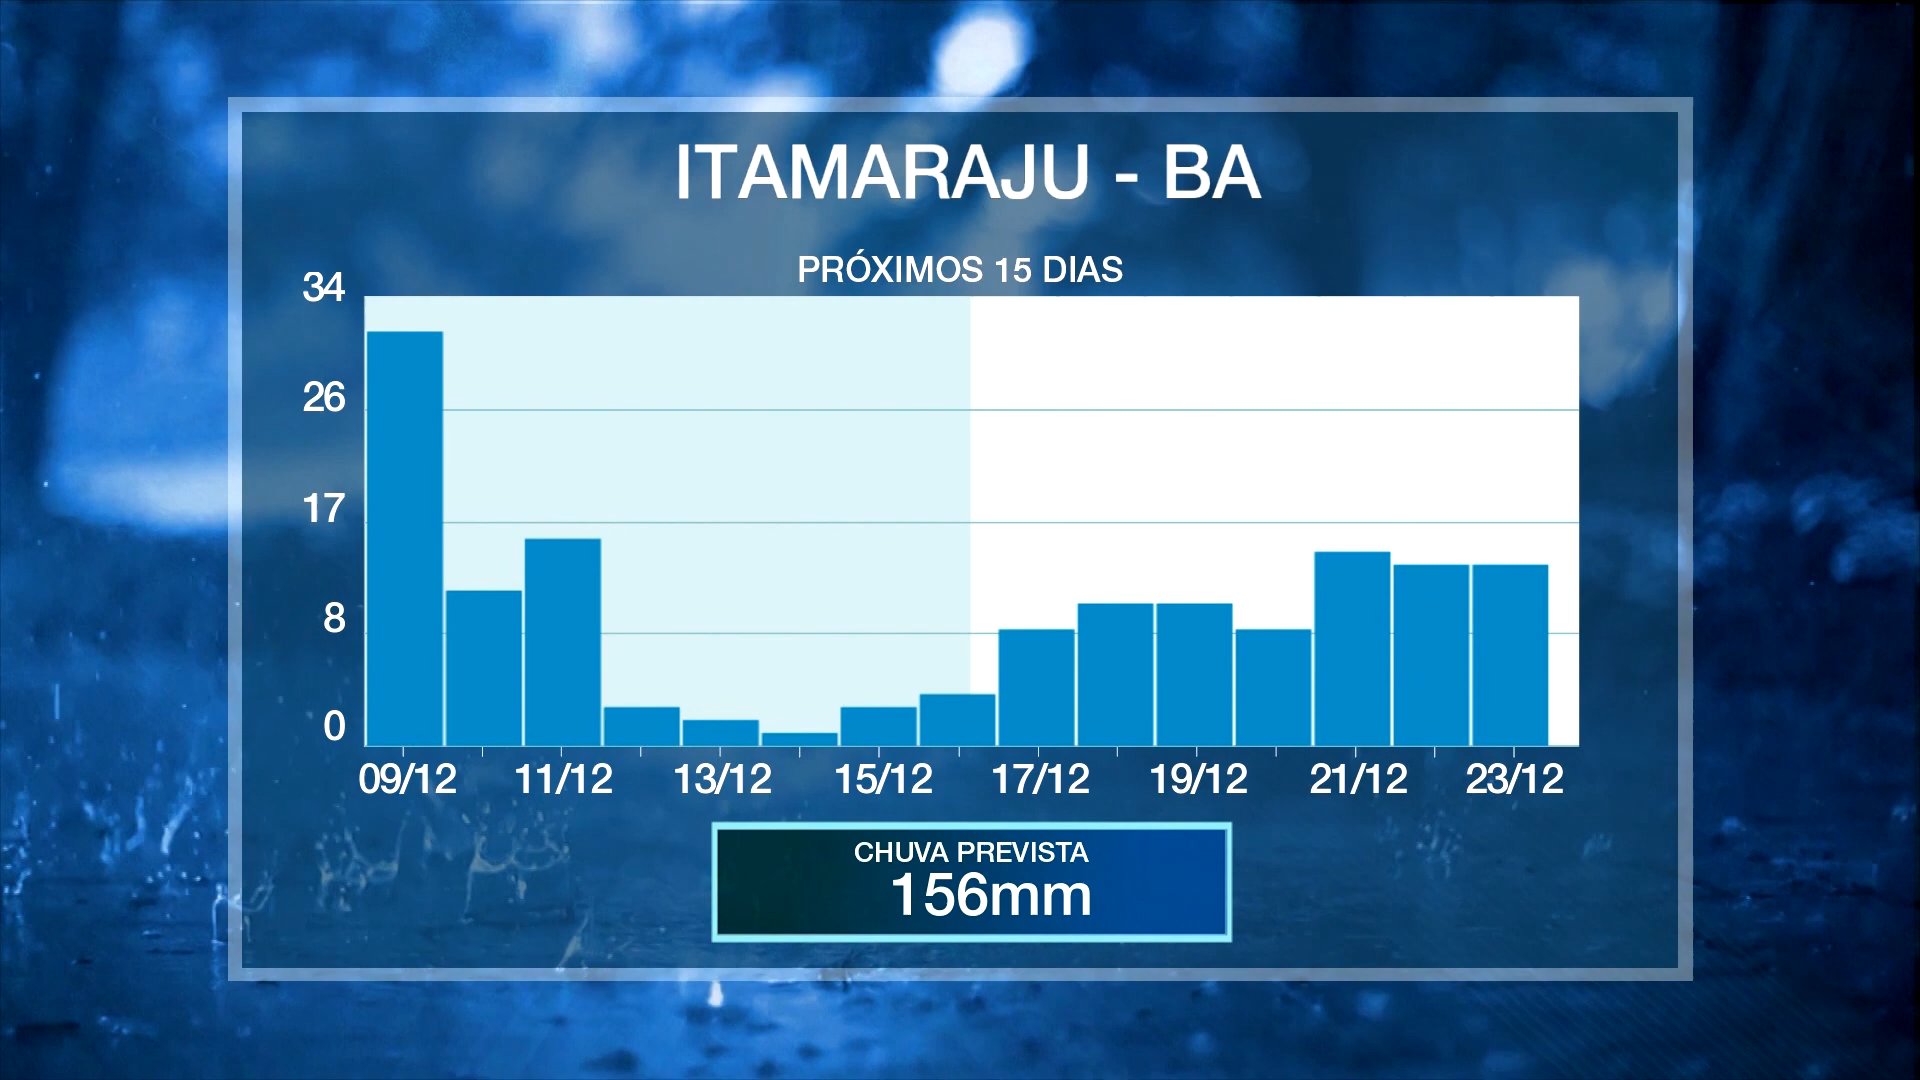 ITAMARAJU - BA
PRÓXIMOS 15 DIAS
34
26
17
8
0
09/12 11/12 13/12 15/12 17/12 19/12 21/12 23/12
CHUVA PREVISTA
156mm